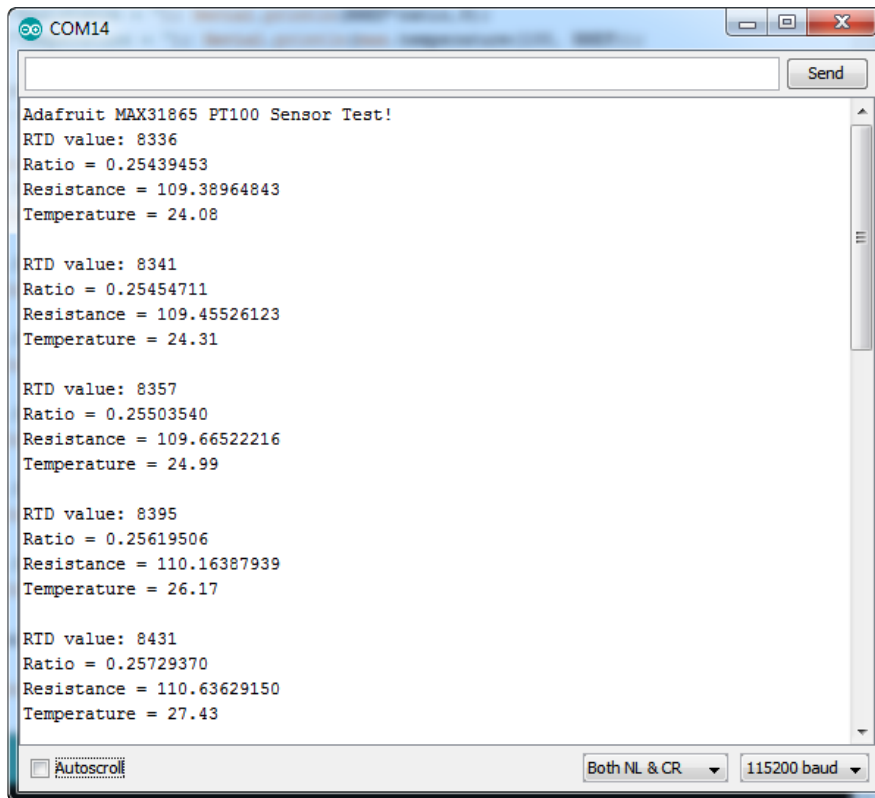 COM14
Send
Adafruit MAX31865 PT100 Sensor Test!
RTD value: 8336
Ratio = 0.25439453
Resistance = 109.38964843
Temperature = 24.08
RTD value: 8341
Ratio = 0.25454711
Resistance = 109.45526123
Temperature = 24.31
RTD value: 8357
Ratio = 0.25503540
Resistance = 109.66522216
Temperature = 24.99
RTD value: 8395
Ratio = 0.25619506
Resistance = 110.16387939
Temperature = 26.17
RTD value: 8431
Ratio = 0.25729370
Resistance = 110.63629150
Temperature = 27.43
Autoscroll
Both NL & CR
115200 baud